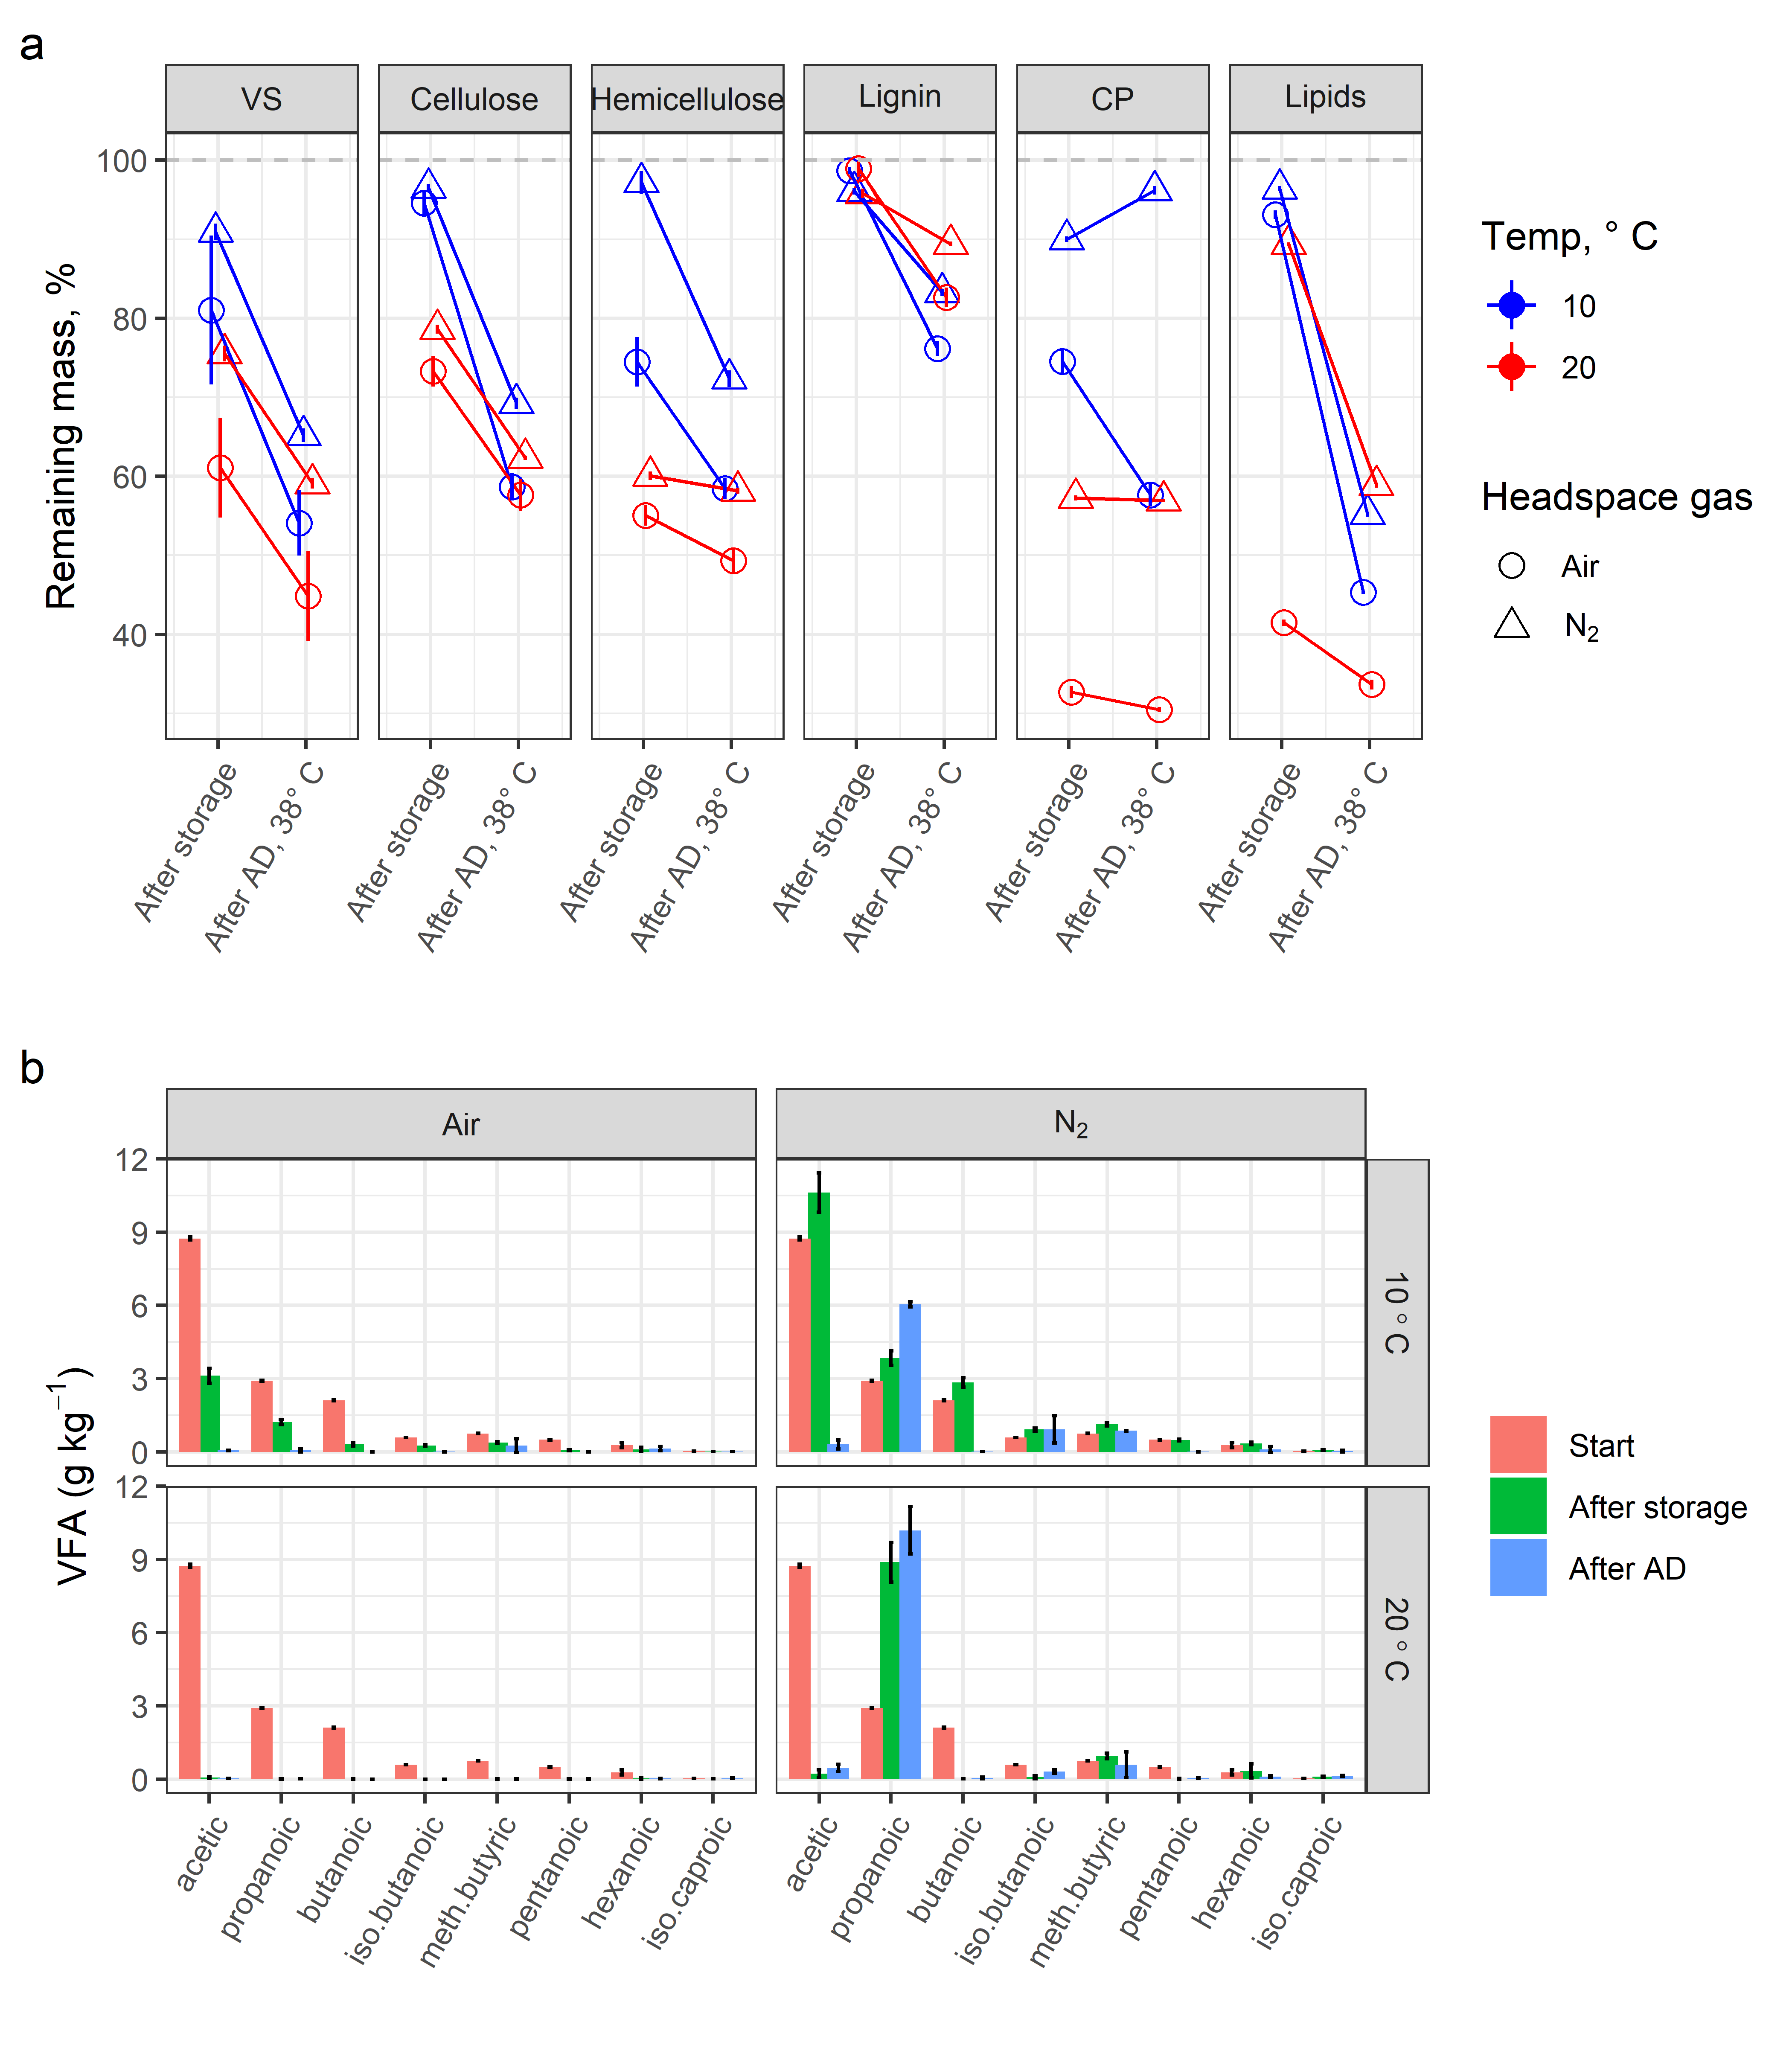 a
VS
Cellulose
Hemicellulose
Lignin
CP
Lipids
Remaining mass, %
100
80
60
40
After storage
After AD, 38° C
After storage
After AD, 38° C
After storage
After AD, 38° C
After storage
After AD, 38° C
After storage
After AD, 38° C
After storage
After AD, 38° C
Temp, ° C
10
20
Headspace gas
Air
N₂
b
Air
N₂
VFA (g kg⁻¹)
12
9
6
3
0
10 ° C
12
9
6
3
0
20 ° C
acetic
propanoic
butanoic
iso.butanoic
meth.butyric
pentanoic
hexanoic
iso.caproic
acetic
propanoic
butanoic
iso.butanoic
meth.butyric
pentanoic
hexanoic
iso.caproic
Start
After storage
After AD